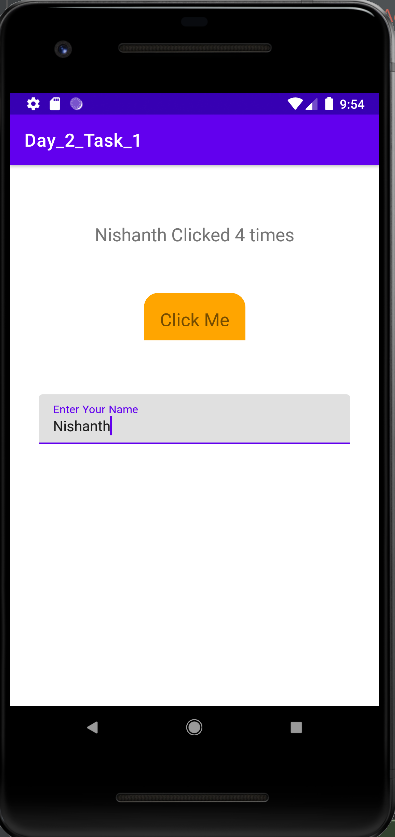 9:54
Day_2_Task_1
Nishanth Clicked 4 times
Click Me
Enter Your Name
Nishanth